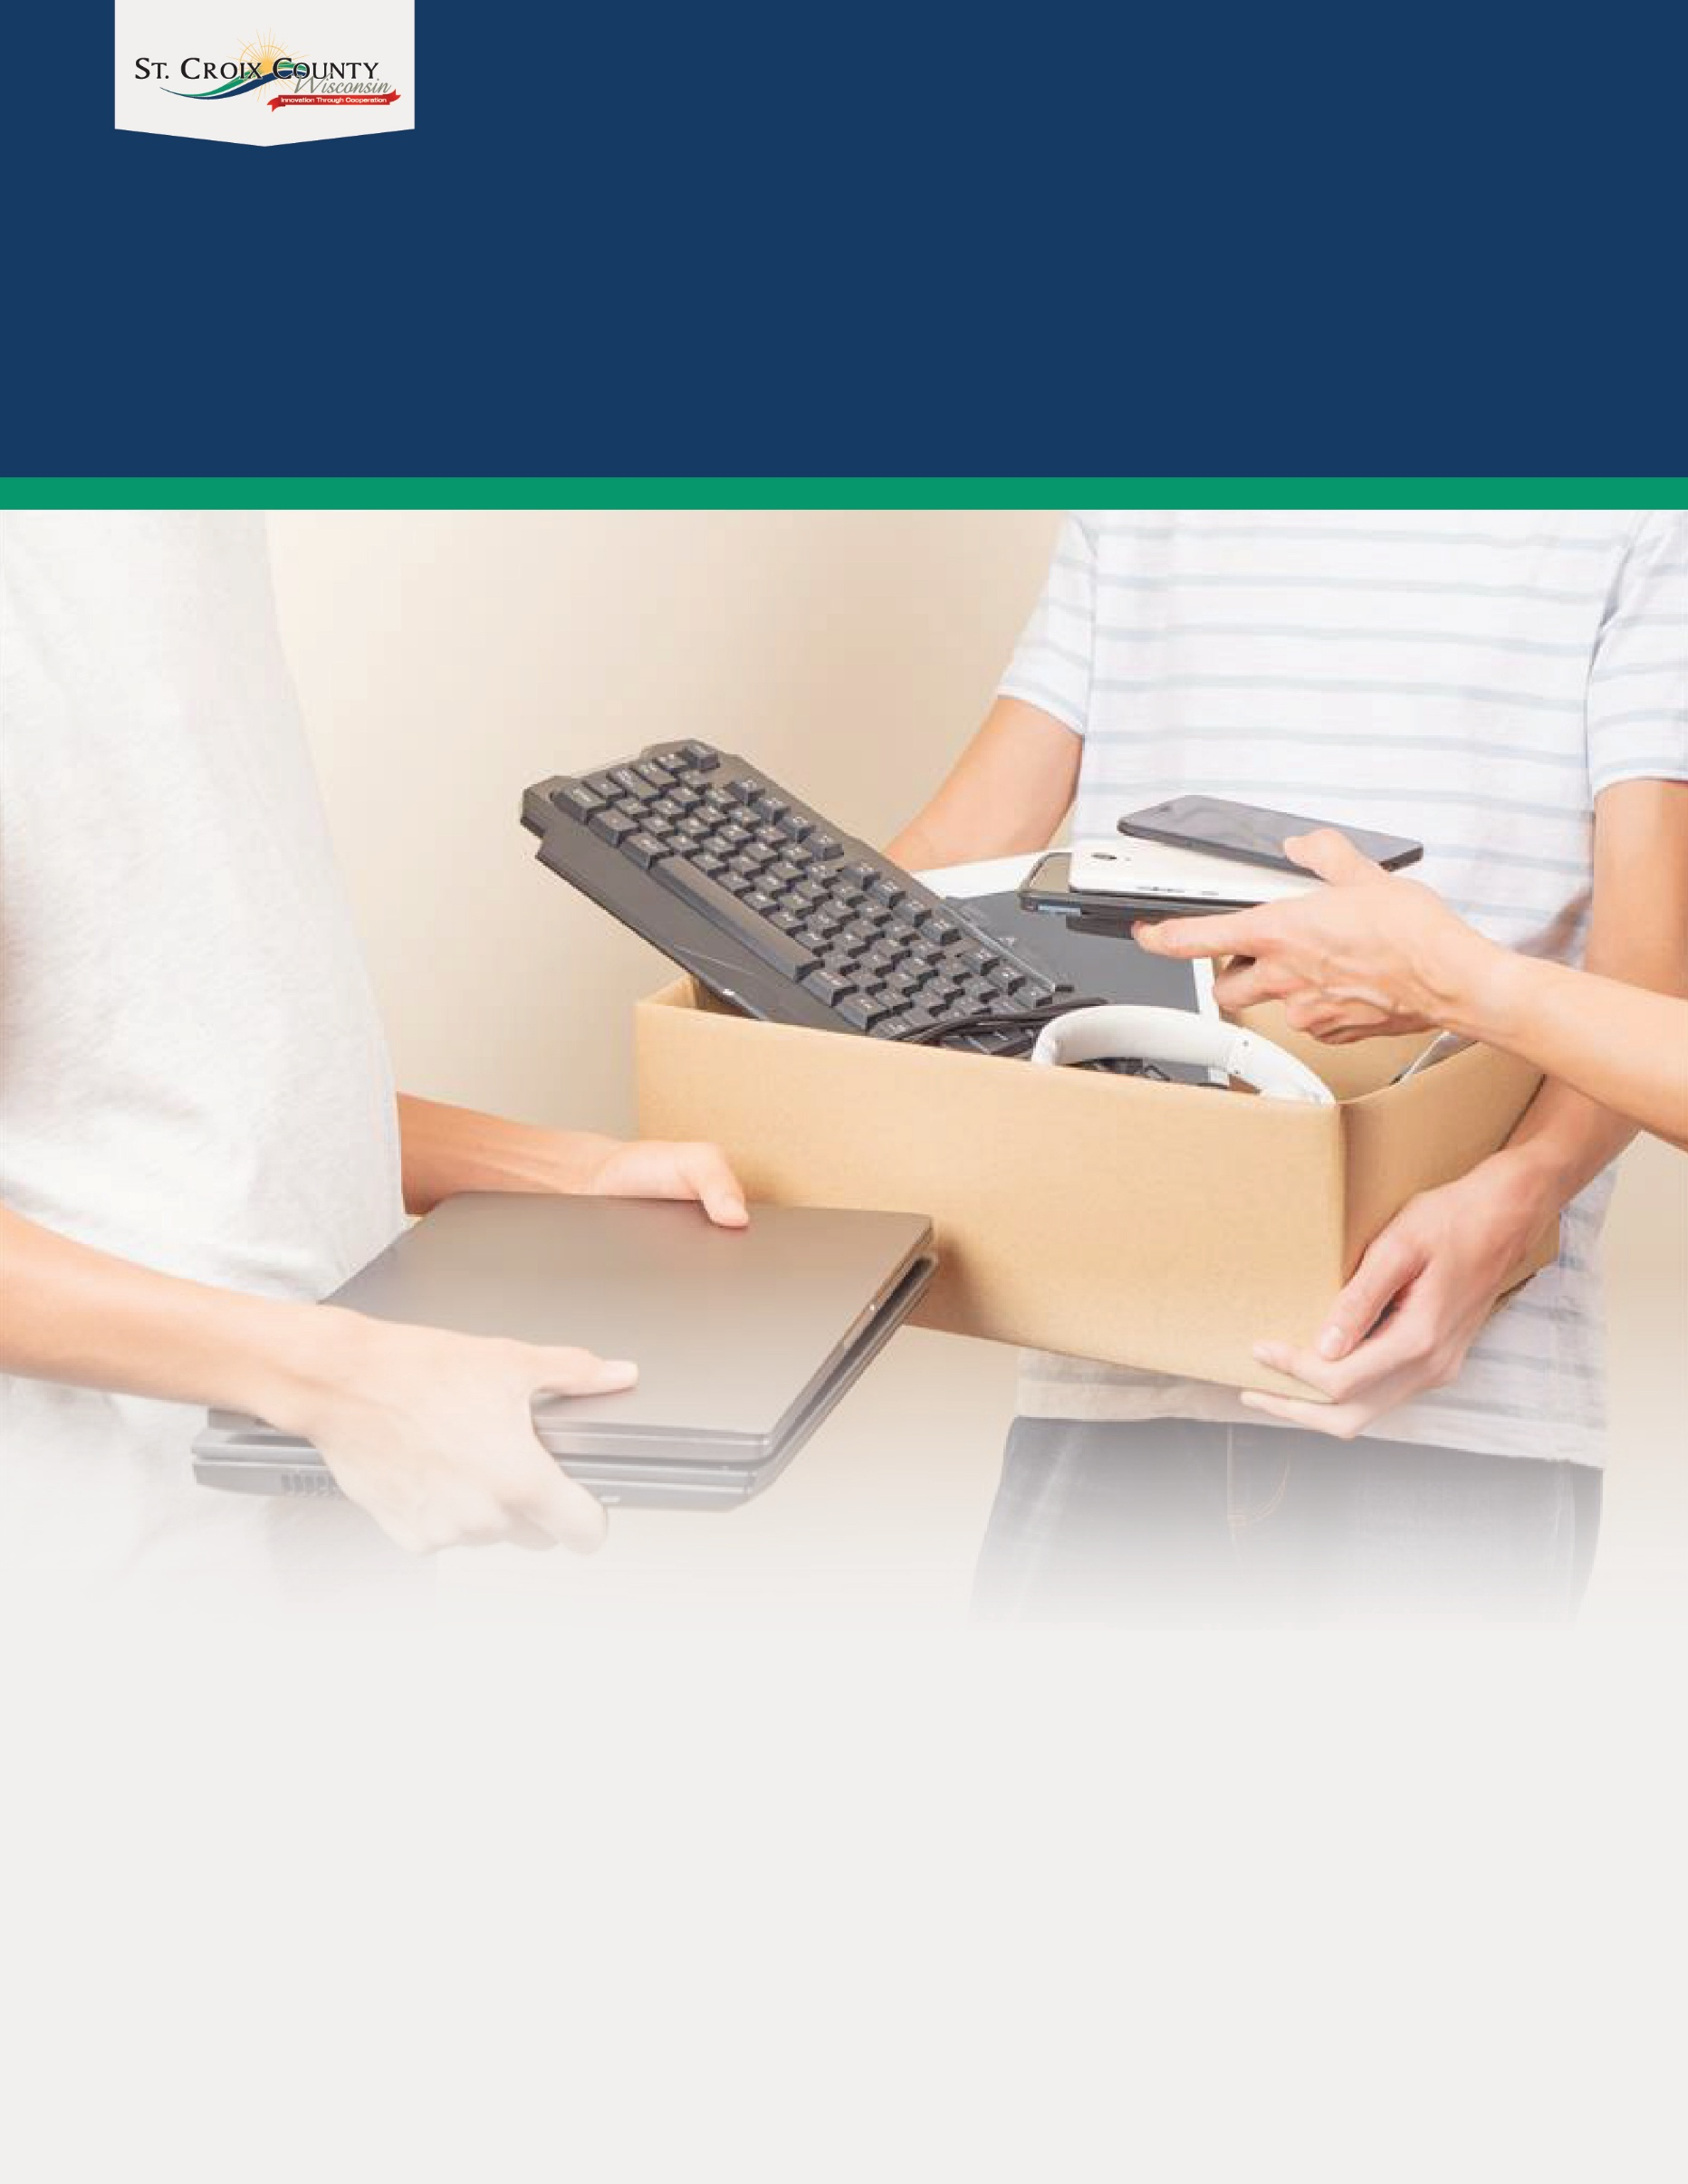 ST. CROIX COUNTY
Wisconsin
Innovation Through Cooperation